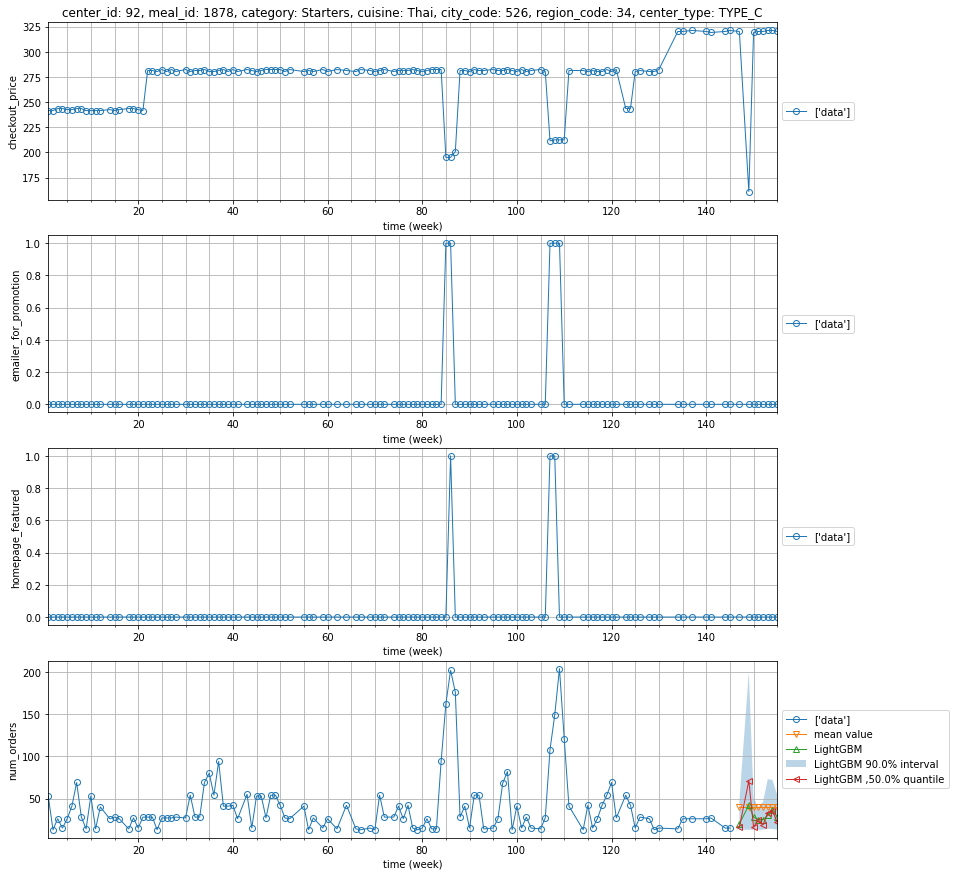 center_id: 92, meal_id: 1878, category: Starters, cuisine: Thai, city_code: 526, region_code: 34, center_type: TYPE_C
325
300
275
250
225
200
175
checkout_price
20 40 60 80 100 120 140
time (week)
['data']
1.0
0.8
0.6
0.4
0.2
0.0
emailer_for_promotion
20 40 60 80 100 120 140
time (week)
['data']
1.0
0.8
0.6
0.4
0.2
0.0
homepage_featured
20 40 60 80 100 120 140
time (week)
['data']
200
150
100
50
num_orders
20 40 60 80 100 120 140
time (week)
['data']
mean value
LightGBM
LightGBM 90.0% interval
LightGBM ,50.0% quantile